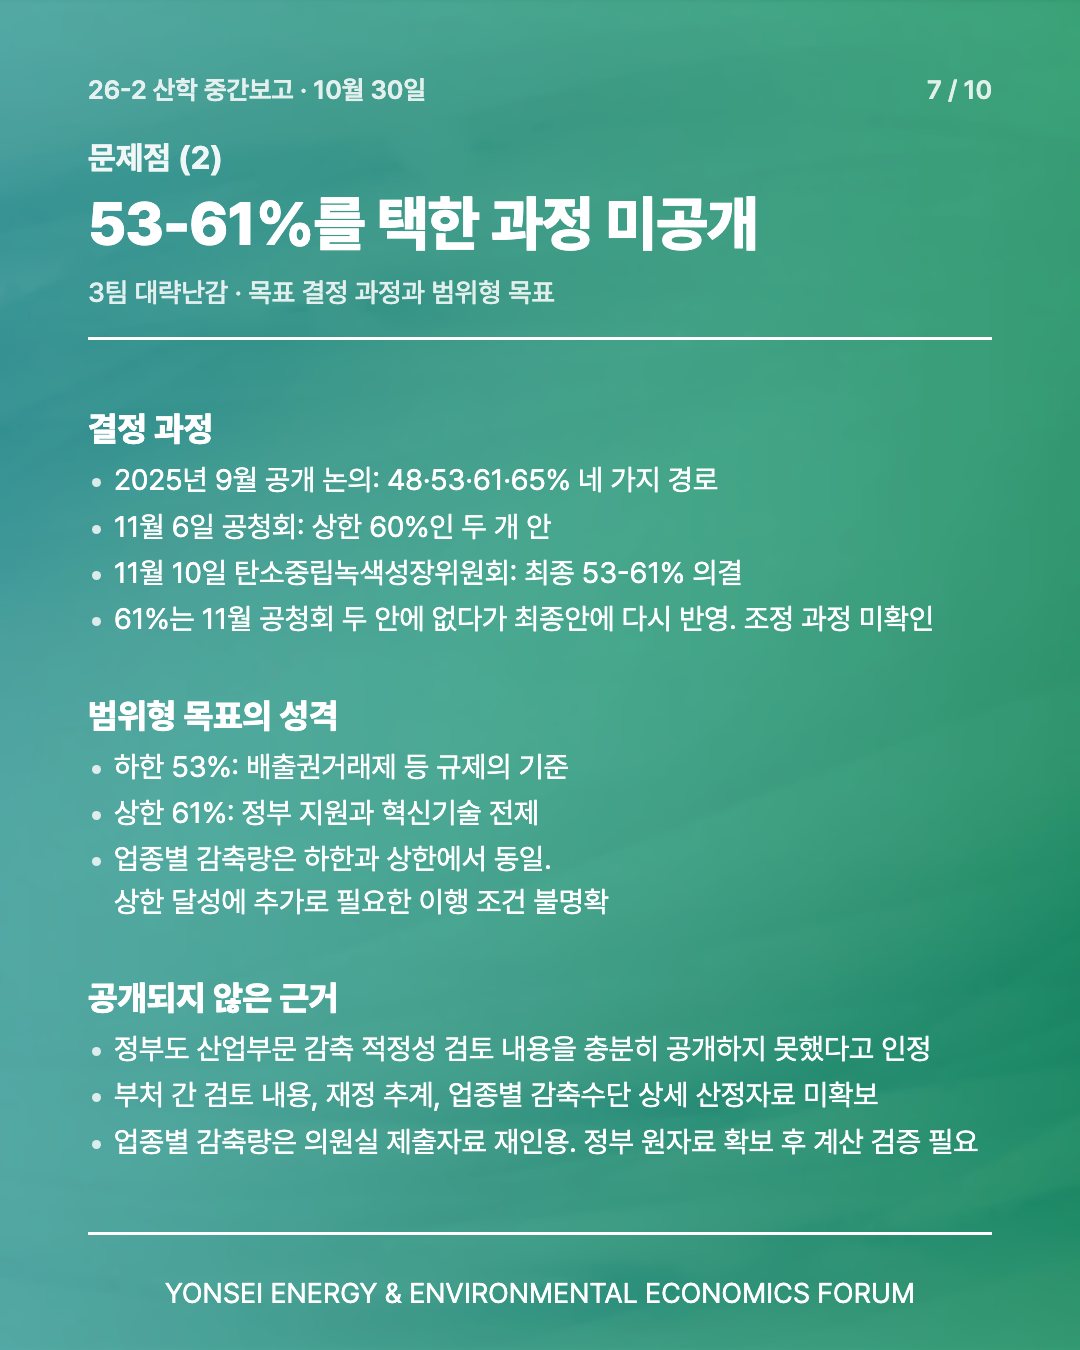 26-2 산학 중간보고 · 10월 30일
7 / 10
문제점 (2)
53-61%를 택한 과정 미공개
3팀 대략난감 · 목표 결정 과정과 범위형 목표
결정 과정
• 2025년 9월 공개 논의: 48·53·61·65% 네 가지 경로
• 11월 6일 공청회: 상한 60%인 두 개 안
• 11월 10일 탄소중립녹색성장위원회: 최종 53-61% 의결
• 61%는 11월 공청회 두 안에 없다가 최종안에 다시 반영. 조정 과정 미확인
범위형 목표의 성격
• 하한 53%: 배출권거래제 등 규제의 기준
• 상한 61%: 정부 지원과 혁신기술 전제
• 업종별 감축량은 하한과 상한에서 동일.
상한 달성에 추가로 필요한 이행 조건 불명확
공개되지 않은 근거
• 정부도 산업부문 감축 적정성 검토 내용을 충분히 공개하지 못했다고 인정
• 부처 간 검토 내용, 재정 추계, 업종별 감축수단 상세 산정자료 미확보
• 업종별 감축량은 의원실 제출자료 재인용. 정부 원자료 확보 후 계산 검증 필요
YONSEI ENERGY & ENVIRONMENTAL ECONOMICS FORUM